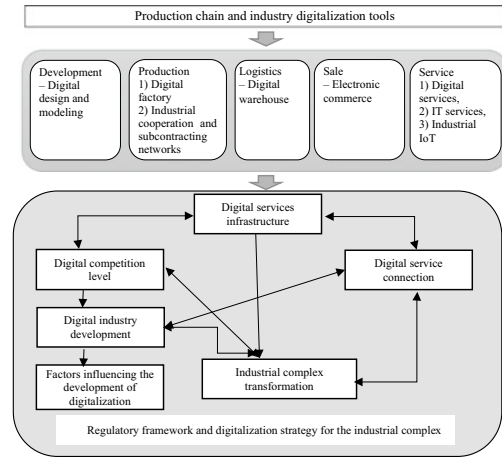 Production chain and industry digitalization tools
Development
– Digital
design and
modeling
Production
1) Digital
factory
2) Industrial
cooperation and
subcontracting
networks
Logistics
– Digital
warehouse
Sale
– Electronic
commerce
Service
1) Digital
services,
2) IT services,
3) Industrial
IoT
Digital services
infrastructure
Digital competition
level
Digital service
connection
Digital industry
development
Factors influencing the
development of
digitalization
Industrial complex
transformation
Regulatory framework and digitalization strategy for the industrial complex